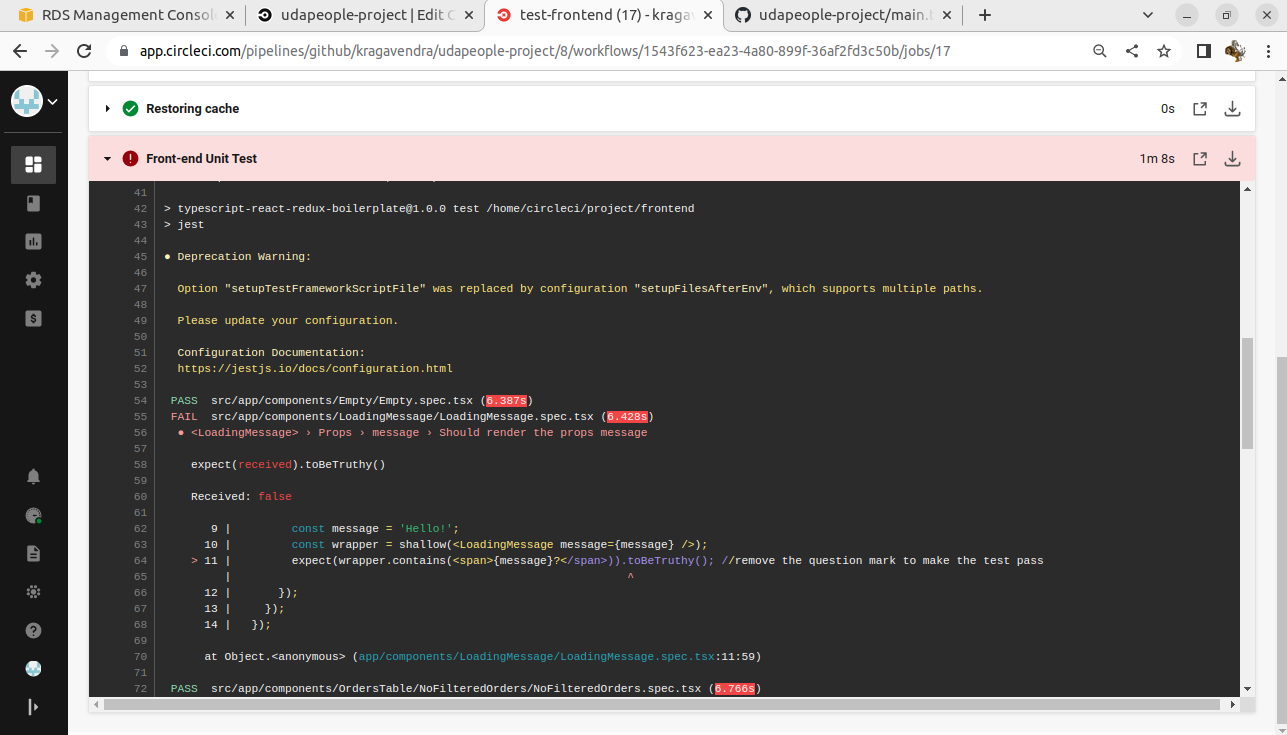 RDS Management Consol
udapeople-project | Edit C
test-frontend (17) - kragav
udapeople-project/main.t
app.circleci.com/pipelines/github/kragavendra/udapeople-project/8/workflows/1543f623-ea23-4a80-899f-36af2fd3c50b/jobs/17
Restoring cache 0s
Front-end Unit Test 1m 8s
41
42 > typescript-react-redux-boilerplate@1.0.0 test /home/circleci/project/frontend
43 > jest
44
45 ● Deprecation Warning:
46
47 Option "setupTestFrameworkScriptFile" was replaced by configuration "setupFilesAfterEnv", which supports multiple paths.
48
49 Please update your configuration.
50
51 Configuration Documentation:
52 https://jestjs.io/docs/configuration.html
53
54 PASS src/app/components/Empty/Empty.spec.tsx (6.387s)
55 FAIL src/app/components/LoadingMessage/LoadingMessage.spec.tsx (6.428s)
56 ● <LoadingMessage> › Props › message › Should render the props message
57
58 expect(received).toBeTruthy()
59
60 Received: false
61
62 9 | const message = 'Hello!';
63 10 | const wrapper = shallow(<LoadingMessage message={message} />);
64 > 11 | expect(wrapper.contains(<span>{message}?</span>)).toBeTruthy(); //remove the question mark to make the test pass
65 | ^
66 12 | });
67 13 | });
68 14 | });
69
70 at Object.<anonymous> (app/components/LoadingMessage/LoadingMessage.spec.tsx:11:59)
71
72 PASS src/app/components/OrdersTable/NoFilteredOrders/NoFilteredOrders.spec.tsx (6.766s)